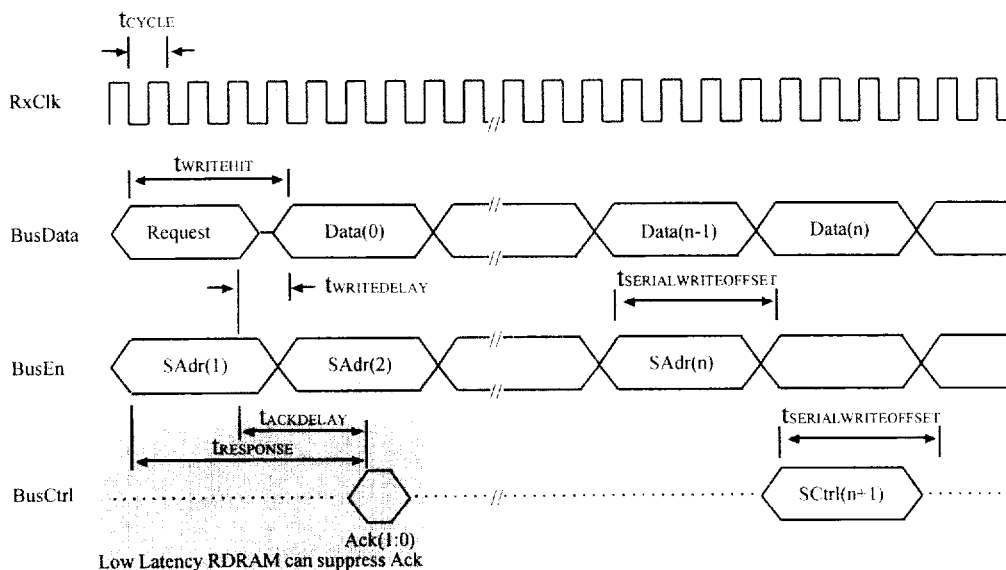 tCYCLE
RxClk
//
tWRITEHIT
BusData Request Data(0) // Data(n-1) Data(n)
tWRITEDELAY tSERIALWRITEOFFSET
BusEn SAdr(1) SAdr(2) // SAdr(n)
tACKDELAY tSERIALWRITEOFFSET
tRESPONSE
BusCtrl // SCtrl(n+1)
Ack(1:0)
Low Latency RDRAM can suppress Ack